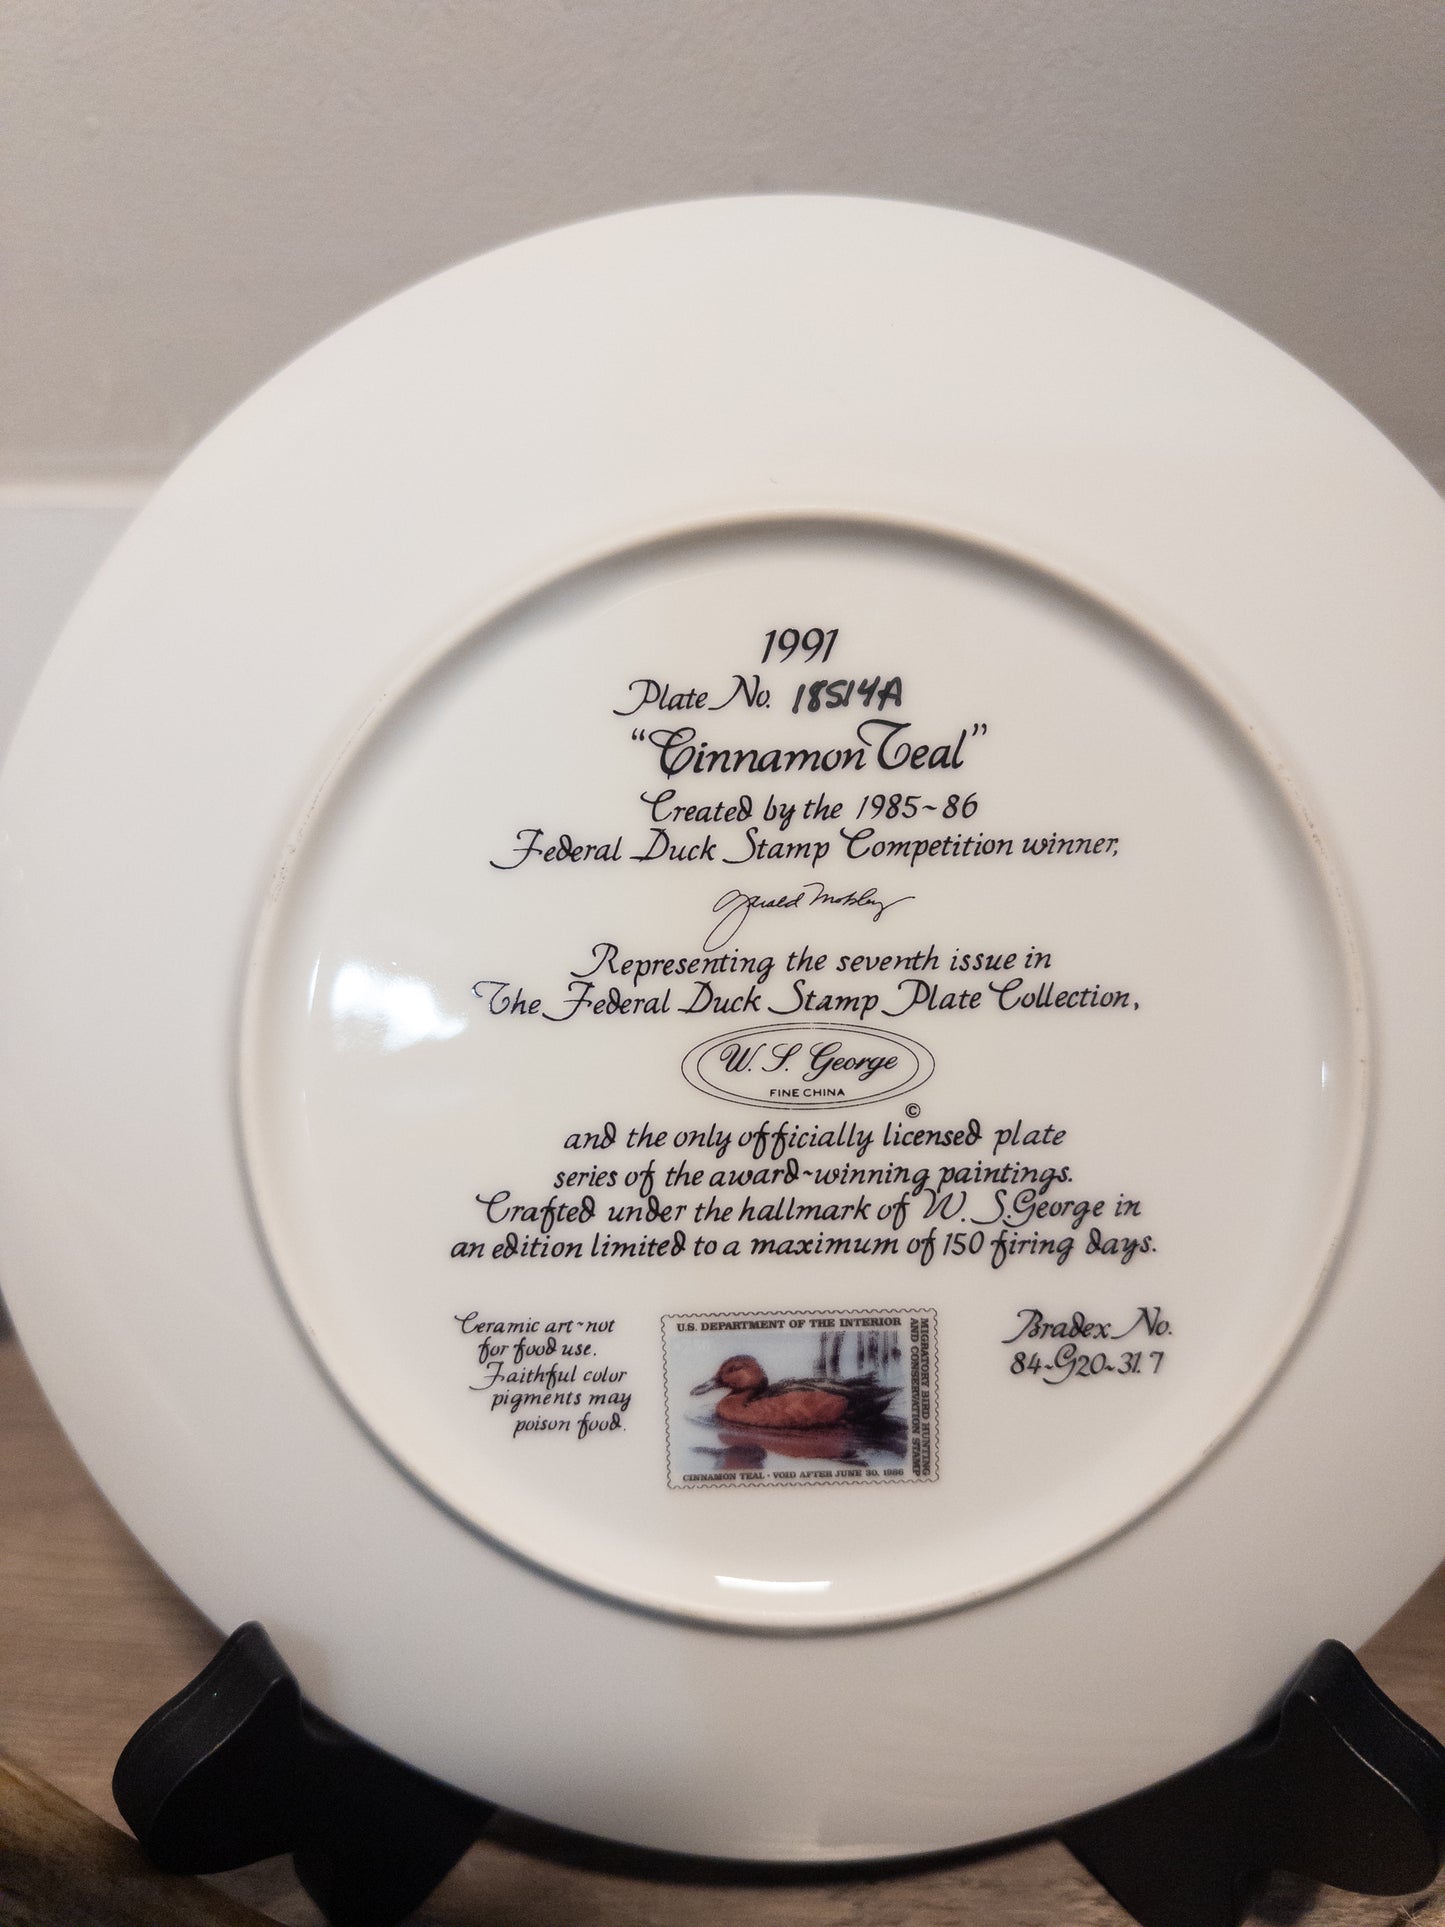 1991
Plate No. 18514A
"Cinnamon Teal"
Created by the 1985~86
Federal Duck Stamp Competition winner,
Gerald Mobley
Representing the seventh issue in
The Federal Duck Stamp Plate Collection,
W. S. George
FINE CHINA
©
and the only officially licensed plate
series of the award~winning paintings.
Crafted under the hallmark of W. S. George in
an edition limited to a maximum of 150 firing days.
Ceramic art~not
for food use.
Faithful color
pigments may
poison food.
U.S. DEPARTMENT OF THE INTERIOR
MIGRATORY BIRD HUNTING
AND CONSERVATION STAMP
CINNAMON TEAL · VOID AFTER JUNE 30, 1986
Bradex No.
84~G20~31.7